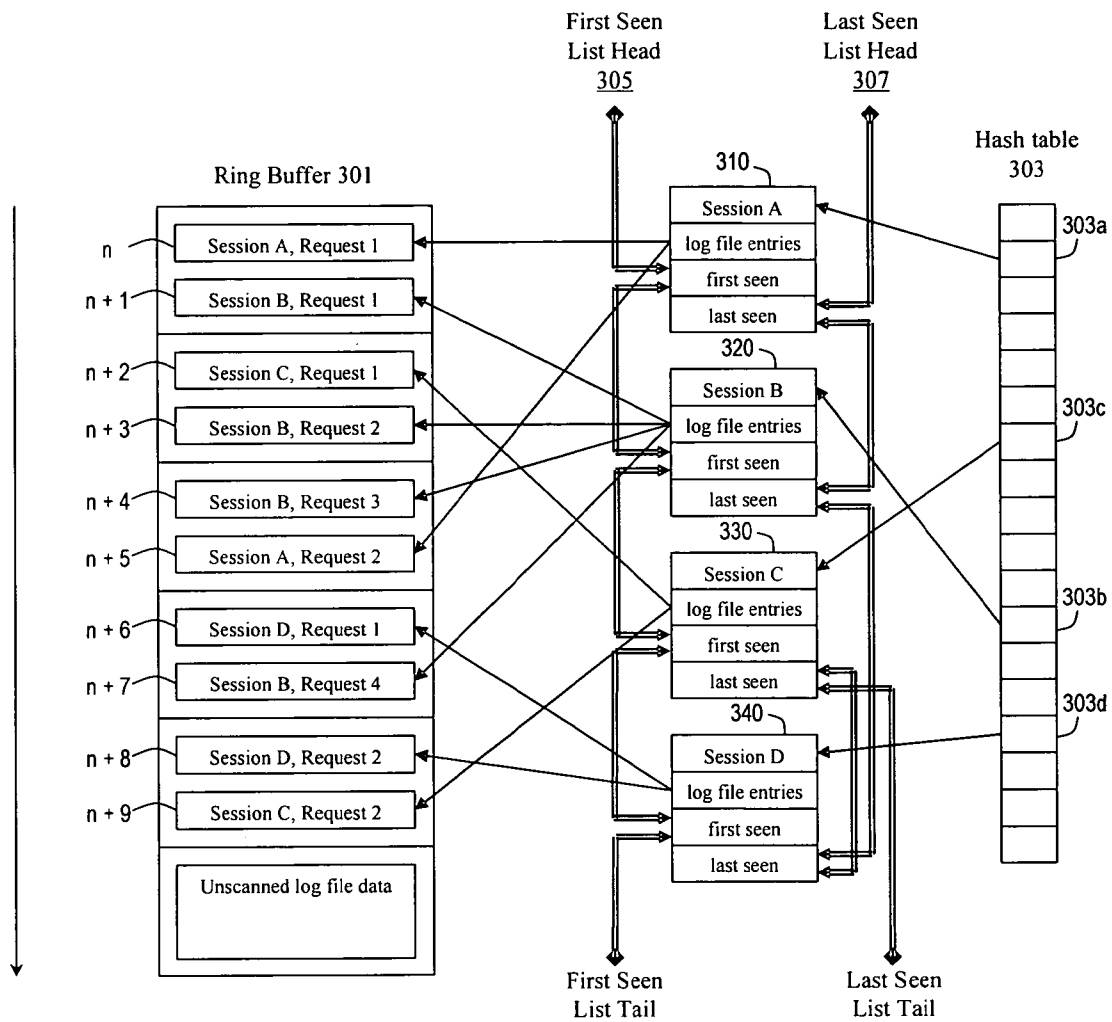 First Seen
List Head
305
Last Seen
List Head
307
Hash table
303
Ring Buffer 301
n
Session A, Request 1
n + 1
Session B, Request 1
n + 2
Session C, Request 1
n + 3
Session B, Request 2
n + 4
Session B, Request 3
n + 5
Session A, Request 2
n + 6
Session D, Request 1
n + 7
Session B, Request 4
n + 8
Session D, Request 2
n + 9
Session C, Request 2
Unscanned log file data
310
Session A
log file entries
first seen
last seen
320
Session B
log file entries
first seen
last seen
330
Session C
log file entries
first seen
last seen
340
Session D
log file entries
first seen
last seen
303a
303c
303b
303d
First Seen
List Tail
Last Seen
List Tail